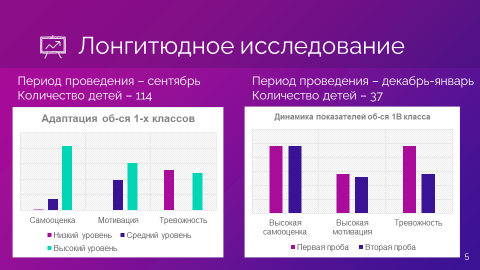 Лонгитюдное исследование
Период проведения – сентябрь
Количество детей – 114
Адаптация об-ся 1-х классов
Самооценка Мотивация Тревожность
Низкий уровень Средний уровень
Высокий уровень
Период проведения – декабрь-январь
Количество детей – 37
Динамика показателей об-ся 1В класса
Высокая Высокая Тревожность
самооценка мотивация
Первая проба Вторая проба
5